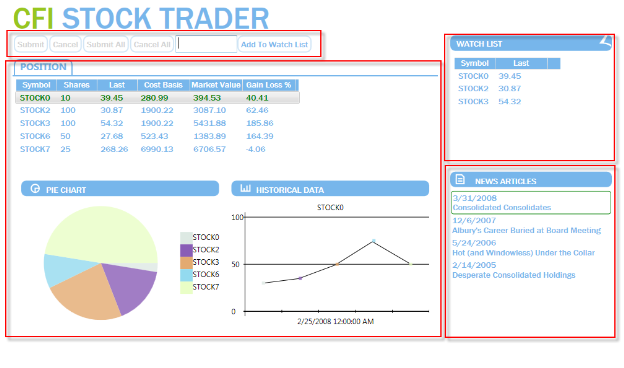 CFI STOCK TRADER
Submit Cancel Submit All Cancel All Add To Watch List
POSITION
Symbol Shares Last Cost Basis Market Value Gain Loss %
STOCK0 10 39.45 280.99 394.53 40.41
STOCK2 100 30.87 1900.22 3087.10 62.46
STOCK3 100 54.32 1900.22 5431.88 185.86
STOCK6 50 27.68 523.43 1383.89 164.39
STOCK7 25 268.26 6990.13 6706.57 -4.06
PIE CHART
STOCK0
STOCK2
STOCK3
STOCK6
STOCK7
HISTORICAL DATA
STOCK0
100
50
0
2/25/2008 12:00:00 AM
WATCH LIST
Symbol Last
STOCK0 39.45
STOCK2 30.87
STOCK3 54.32
NEWS ARTICLES
3/31/2008
Consolidated Consolidates
12/6/2007
Albury's Career Buried at Board Meeting
5/24/2006
Hot (and Windowless) Under the Collar
2/14/2005
Desperate Consolidated Holdings